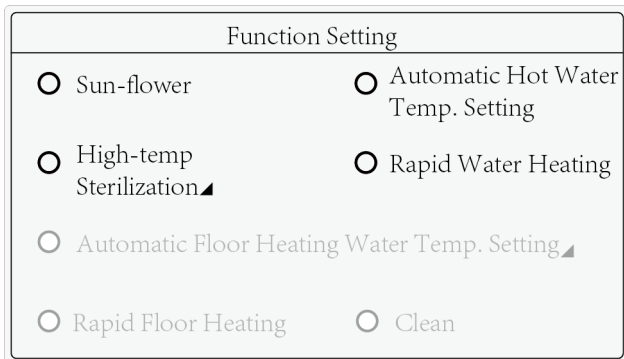 Function Setting
Sun-flower
Automatic Hot Water
Temp. Setting
High-temp
Sterilization
Rapid Water Heating
Automatic Floor Heating Water Temp. Setting
Rapid Floor Heating
Clean